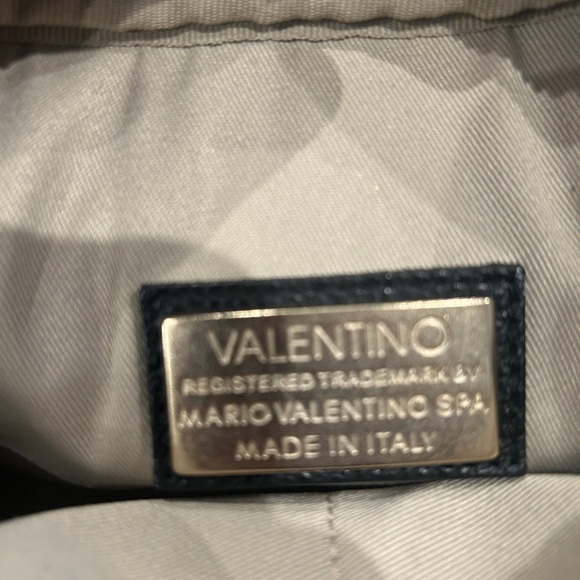 VALENTINO
REGISTERED TRADEMARK BY
MARIO VALENTINO SPA
MADE IN ITALY